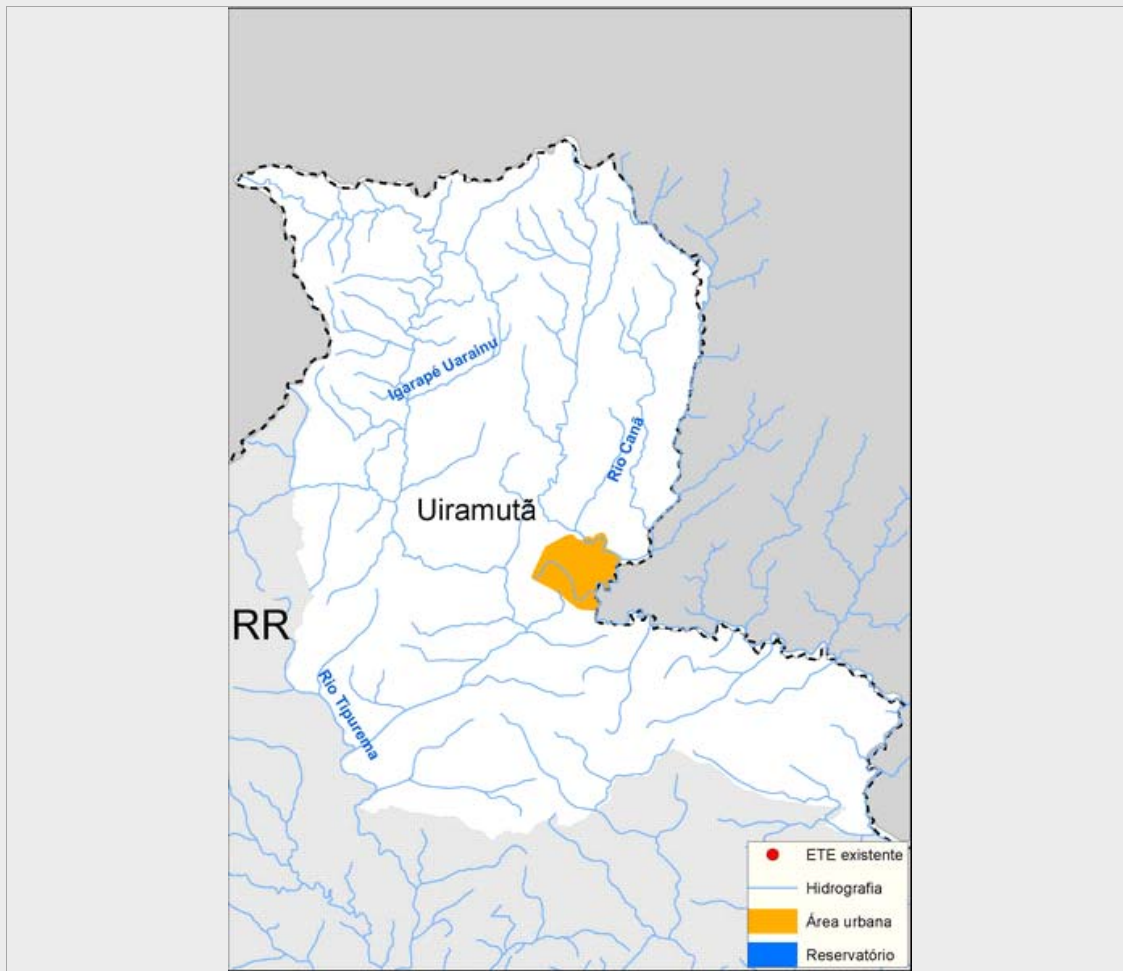 Igarapé Uarainu
Rio Canã
Uiramutã
RR
Rio Tipurema
ETE existente
Hidrografia
Área urbana
Reservatório